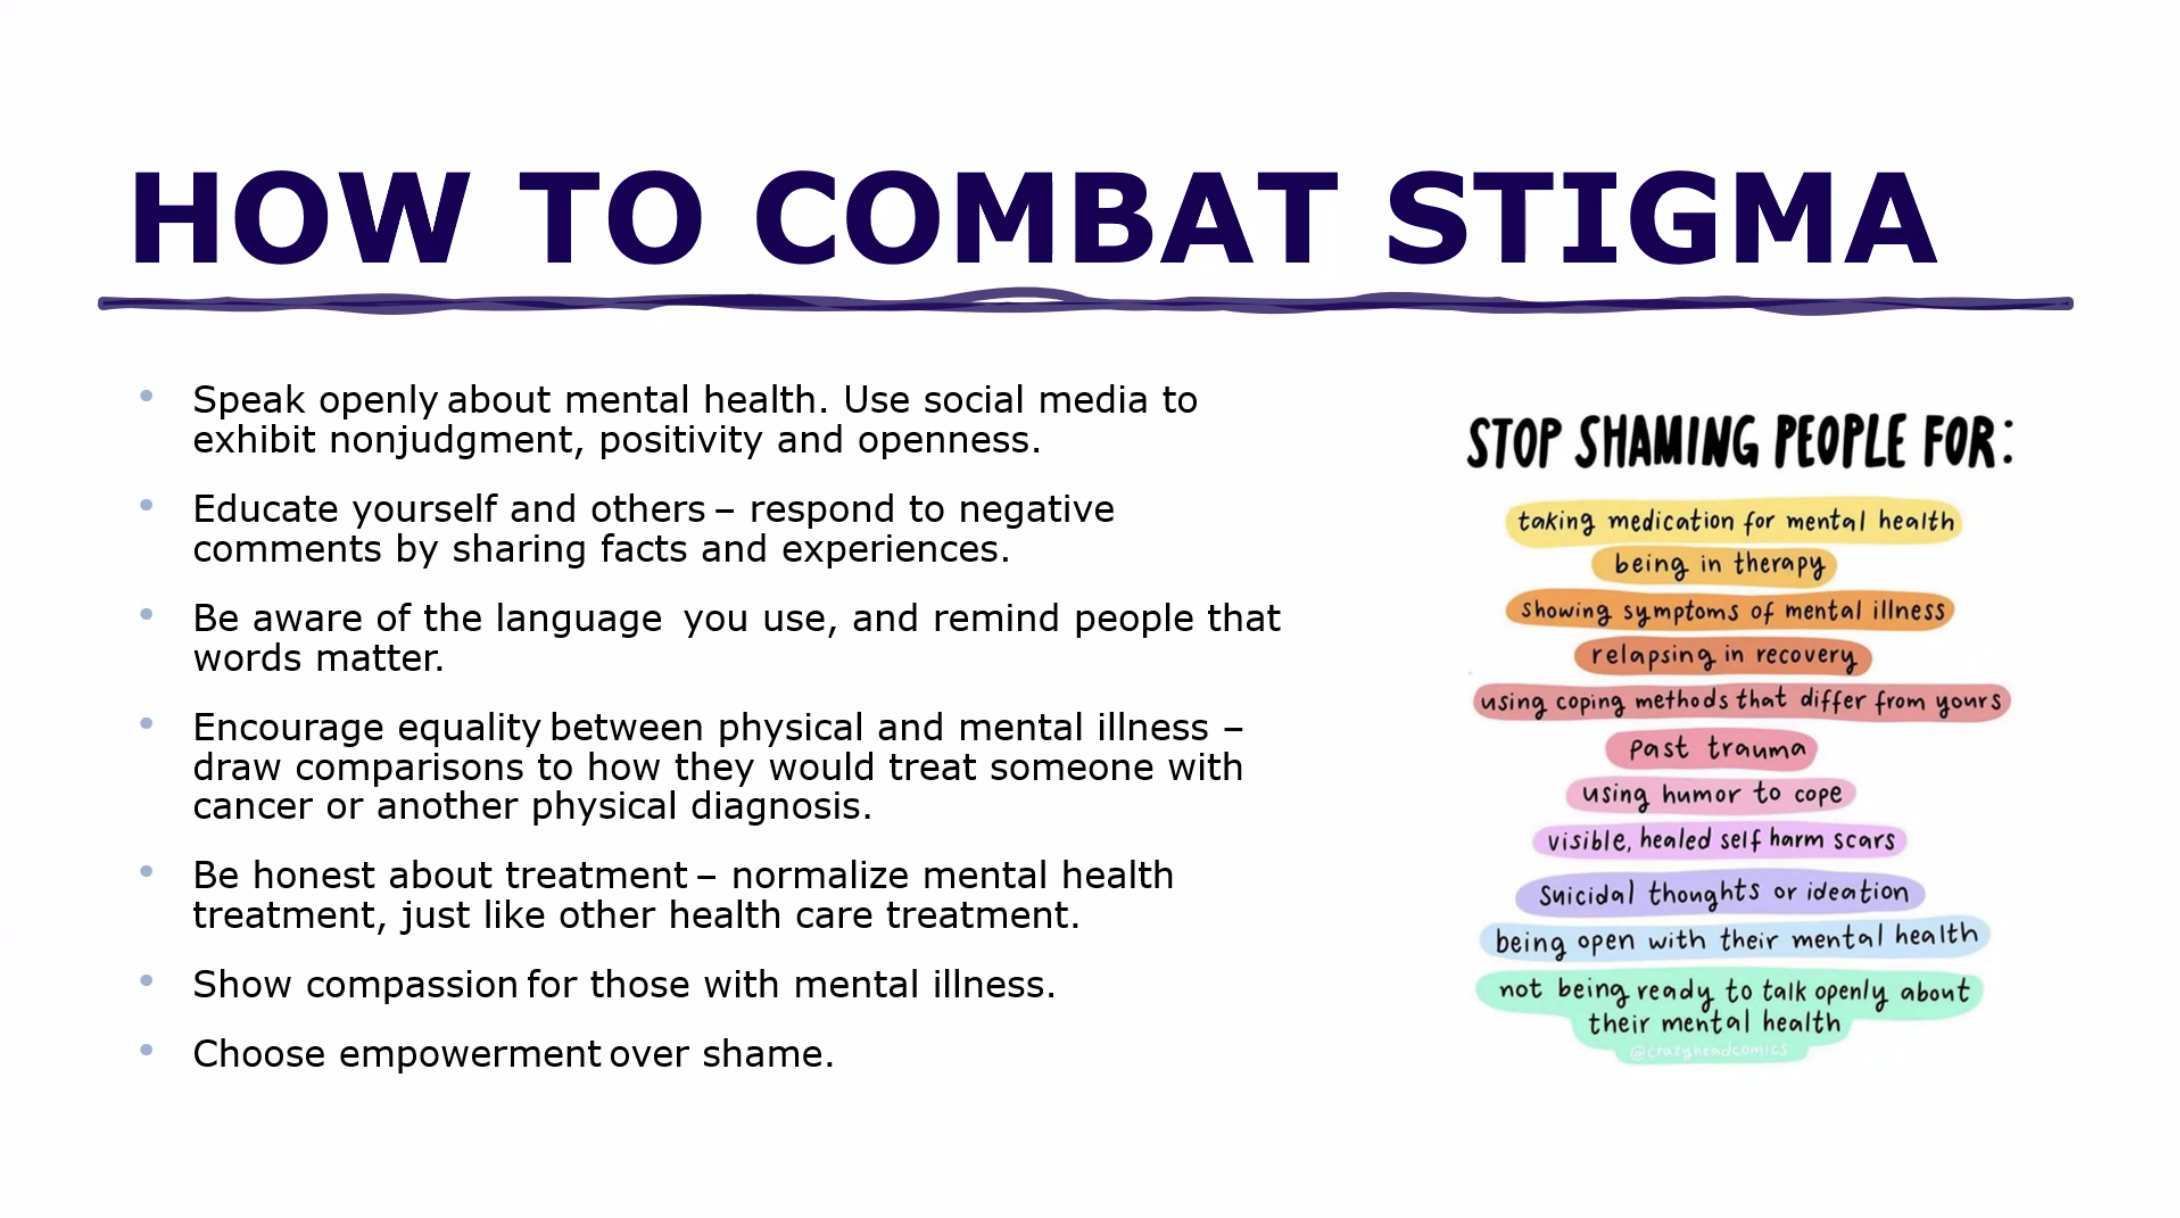 HOW TO COMBAT STIGMA
• Speak openly about mental health. Use social media to
exhibit nonjudgment, positivity and openness.
• Educate yourself and others – respond to negative
comments by sharing facts and experiences.
• Be aware of the language you use, and remind people that
words matter.
• Encourage equality between physical and mental illness –
draw comparisons to how they would treat someone with
cancer or another physical diagnosis.
• Be honest about treatment – normalize mental health
treatment, just like other health care treatment.
• Show compassion for those with mental illness.
• Choose empowerment over shame.
STOP SHAMING PEOPLE FOR:
taking medication for mental health
being in therapy
showing symptoms of mental illness
relapsing in recovery
using coping methods that differ from yours
past trauma
using humor to cope
visible, healed self harm scars
suicidal thoughts or ideation
being open with their mental health
not being ready to talk openly about
their mental health
@crazyheadcomics